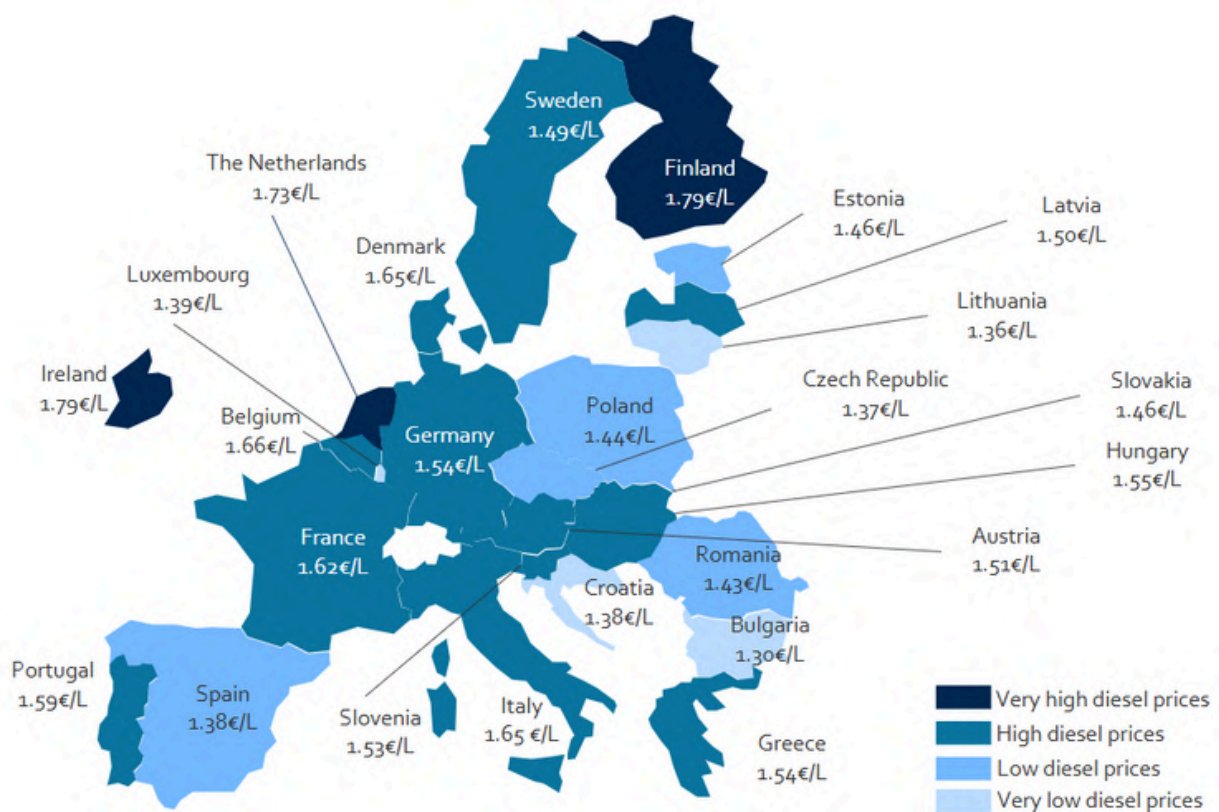 Sweden
1.49€/L
Finland
1.79€/L
The Netherlands
1.73€/L
Estonia
1.46€/L
Latvia
1.50€/L
Denmark
1.65€/L
Luxembourg
1.39€/L
Lithuania
1.36€/L
Ireland
1.79€/L
Belgium
1.66€/L
Germany
1.54€/L
Poland
1.44€/L
Czech Republic
1.37€/L
Slovakia
1.46€/L
Hungary
1.55€/L
France
1.62€/L
Austria
1.51€/L
Romania
1.43€/L
Croatia
1.38€/L
Bulgaria
1.30€/L
Portugal
1.59€/L
Spain
1.38€/L
Slovenia
1.53€/L
Italy
1.65 €/L
Greece
1.54€/L
Very high diesel prices
High diesel prices
Low diesel prices
Very low diesel prices